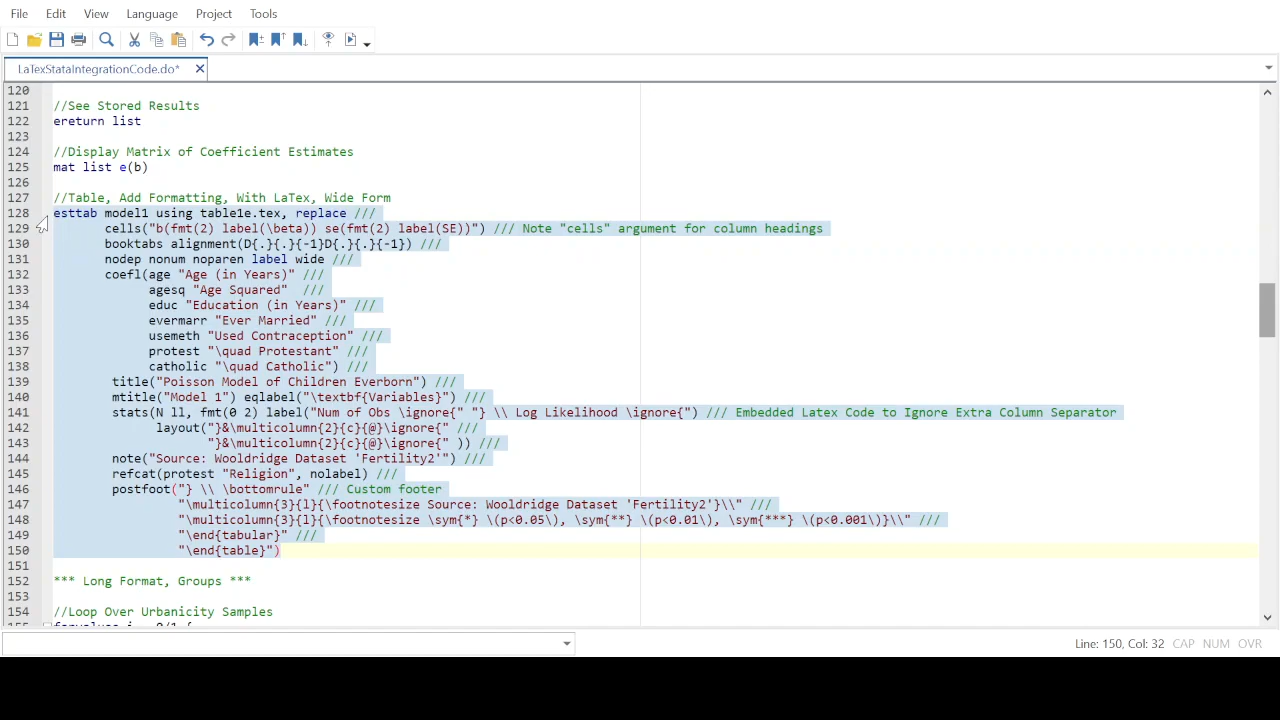 File Edit View Language Project Tools
LaTexStataIntegrationCode.do*
120
121 //See Stored Results
122 ereturn list
123
124 //Display Matrix of Coefficient Estimates
125 mat list e(b)
126
127 //Table, Add Formatting, With LaTex, Wide Form
128 esttab model1 using table1e.tex, replace ///
129 cells("b(fmt(2) label(\beta)) se(fmt(2) label(SE))") /// Note "cells" argument for column headings
130 booktabs alignment(D{.}{.}{-1}D{.}{.}{-1}) ///
131 nodep nonum noparen label wide ///
132 coefl(age "Age (in Years)" ///
133 agesq "Age Squared"  ///
134 educ "Education (in Years)" ///
135 evermarr "Ever Married" ///
136 usemeth "Used Contraception" ///
137 protest "\quad Protestant" ///
138 catholic "\quad Catholic") ///
139 title("Poisson Model of Children Everborn") ///
140 mtitle("Model 1") eqlabel("\textbf{Variables}") ///
141 stats(N ll, fmt(0 2) label("Num of Obs \ignore{" "} \\ Log Likelihood \ignore{") /// Embedded Latex Code to Ignore Extra Column Separator
142 layout("}&\multicolumn{2}{c}{@}\ignore{" ///
143 "}&\multicolumn{2}{c}{@}\ignore{" )) ///
144 note("Source: Wooldridge Dataset 'Fertility2'") ///
145 refcat(protest "Religion", nolabel) ///
146 postfoot("} \\ \bottomrule" /// Custom footer
147 "\multicolumn{3}{l}{\footnotesize Source: Wooldridge Dataset 'Fertility2'}\\" ///
148 "\multicolumn{3}{l}{\footnotesize \sym{*} \(p<0.05\), \sym{**} \(p<0.01\), \sym{***} \(p<0.001\)}\\" ///
149 "\end{tabular}" ///
150 "\end{table}")
151
152 *** Long Format, Groups ***
153
154 //Loop Over Urbanicity Samples
Line: 150, Col: 32 CAP NUM OVR